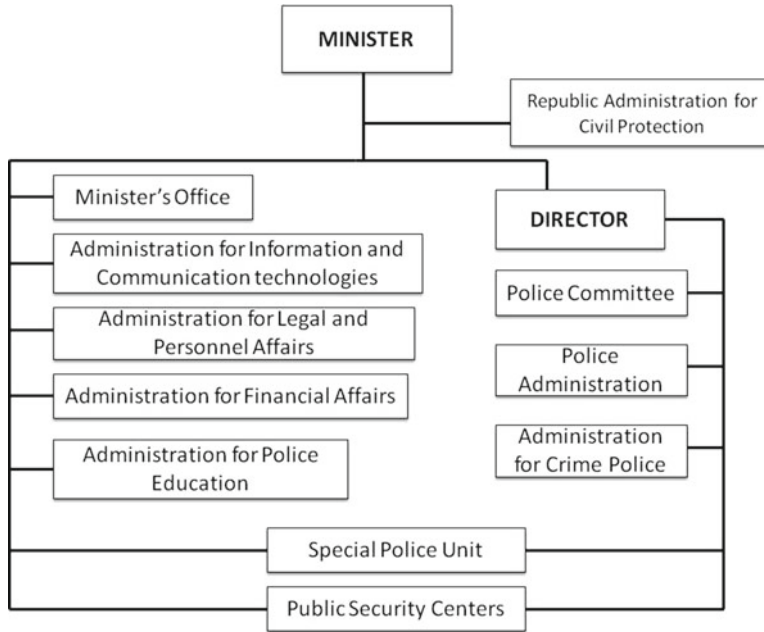 MINISTER
Republic Administration for
Civil Protection
Minister's Office
Administration for Information and
Communication technologies
Administration for Legal and
Personnel Affairs
Administration for Financial Affairs
Administration for Police
Education
DIRECTOR
Police Committee
Police
Administration
Administration
for Crime Police
Special Police Unit
Public Security Centers